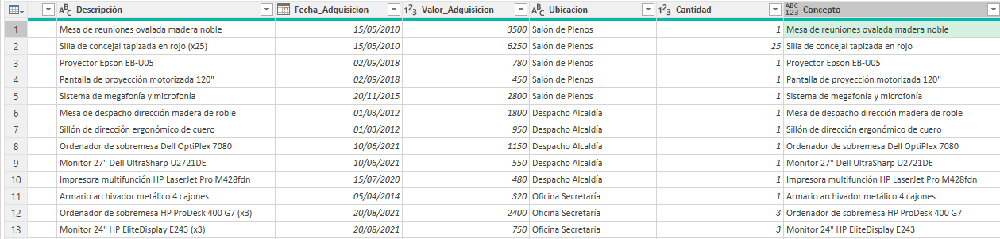 ABC Descripción Fecha_Adquisicion 123 Valor_Adquisicion ABC Ubicacion 123 Cantidad ABC 123 Concepto
1 Mesa de reuniones ovalada madera noble 15/05/2010 3500 Salón de Plenos 1 Mesa de reuniones ovalada madera noble
2 Silla de concejal tapizada en rojo (x25) 15/05/2010 6250 Salón de Plenos 25 Silla de concejal tapizada en rojo
3 Proyector Epson EB-U05 02/09/2018 780 Salón de Plenos 1 Proyector Epson EB-U05
4 Pantalla de proyección motorizada 120" 02/09/2018 450 Salón de Plenos 1 Pantalla de proyección motorizada 120"
5 Sistema de megafonía y microfonía 20/11/2015 2800 Salón de Plenos 1 Sistema de megafonía y microfonía
6 Mesa de despacho dirección madera de roble 01/03/2012 1800 Despacho Alcaldía 1 Mesa de despacho dirección madera de roble
7 Sillón de dirección ergonómico de cuero 01/03/2012 950 Despacho Alcaldía 1 Sillón de dirección ergonómico de cuero
8 Ordenador de sobremesa Dell OptiPlex 7080 10/06/2021 1150 Despacho Alcaldía 1 Ordenador de sobremesa Dell OptiPlex 7080
9 Monitor 27" Dell UltraSharp U2721DE 10/06/2021 550 Despacho Alcaldía 1 Monitor 27" Dell UltraSharp U2721DE
10 Impresora multifunción HP LaserJet Pro M428fdn 15/07/2020 480 Despacho Alcaldía 1 Impresora multifunción HP LaserJet Pro M428fdn
11 Armario archivador metálico 4 cajones 05/04/2014 320 Oficina Secretaría 1 Armario archivador metálico 4 cajones
12 Ordenador de sobremesa HP ProDesk 400 G7 (x3) 20/08/2021 2400 Oficina Secretaría 3 Ordenador de sobremesa HP ProDesk 400 G7
13 Monitor 24" HP EliteDisplay E243 (x3) 20/08/2021 750 Oficina Secretaría 3 Monitor 24" HP EliteDisplay E243